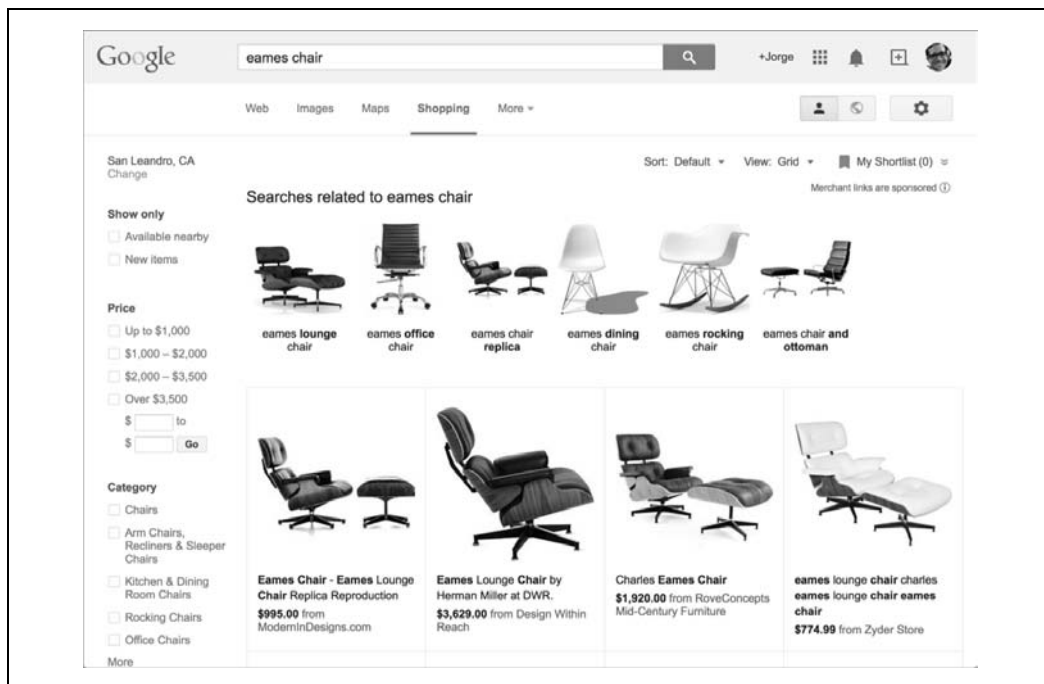 Google
eames chair
+Jorge
Web Images Maps Shopping More
San Leandro, CA
Change
Sort: Default View: Grid My Shortlist (0)
Merchant links are sponsored
Searches related to eames chair
Show only
Available nearby
New items
Price
Up to $1,000
$1,000 – $2,000
$2,000 – $3,500
Over $3,500
$ to
$ Go
Category
Chairs
Arm Chairs,
Recliners & Sleeper
Chairs
Kitchen & Dining
Room Chairs
Rocking Chairs
Office Chairs
More
eames lounge
chair
eames office
chair
eames chair
replica
eames dining
chair
eames rocking
chair
eames chair and
ottoman
Eames Chair - Eames Lounge
Chair Replica Reproduction
$995.00 from
ModernInDesigns.com
Eames Lounge Chair by
Herman Miller at DWR.
$3,629.00 from Design Within
Reach
Charles Eames Chair
$1,920.00 from RoveConcepts
Mid-Century Furniture
eames lounge chair charles
eames lounge chair eames
chair
$774.99 from Zyder Store